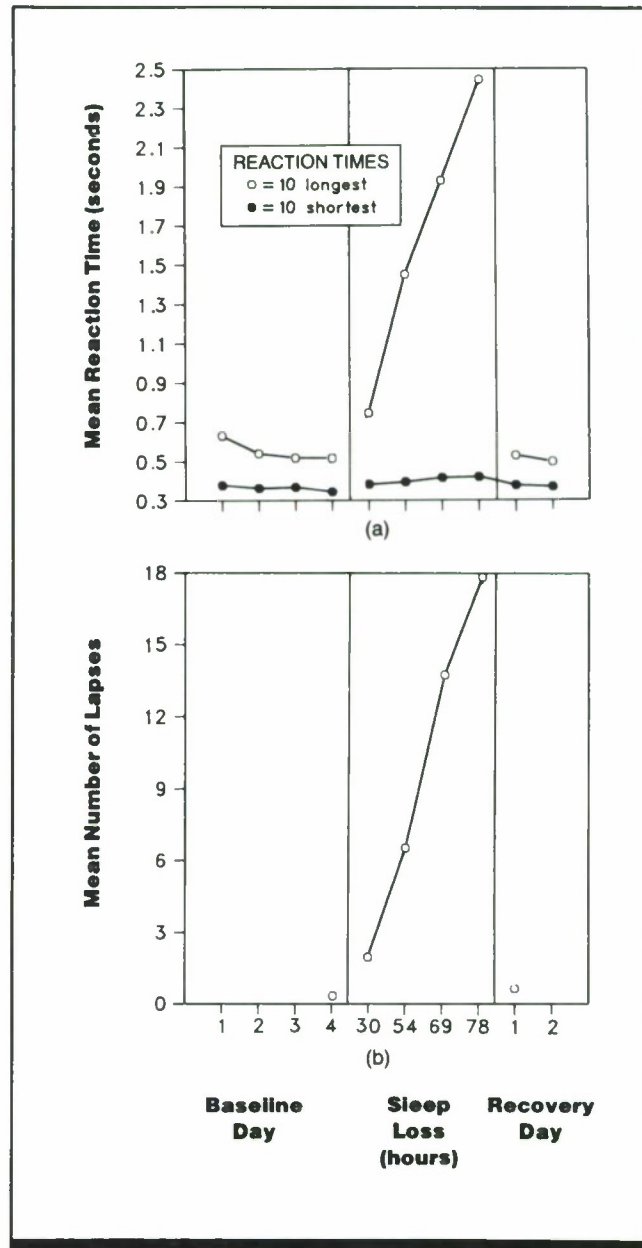 Mean Reaction Time (seconds)
2.5
2.3
2.1
1.9
1.7
1.5
1.3
1.1
0.9
0.7
0.5
0.3
REACTION TIMES
○ = 10 longest
● = 10 shortest
(a)
Mean Number of Lapses
18
15
12
9
6
3
0
1 2 3 4 30 54 69 78 1 2
(b)
Baseline Sleep Recovery
Day Loss Day
(hours)